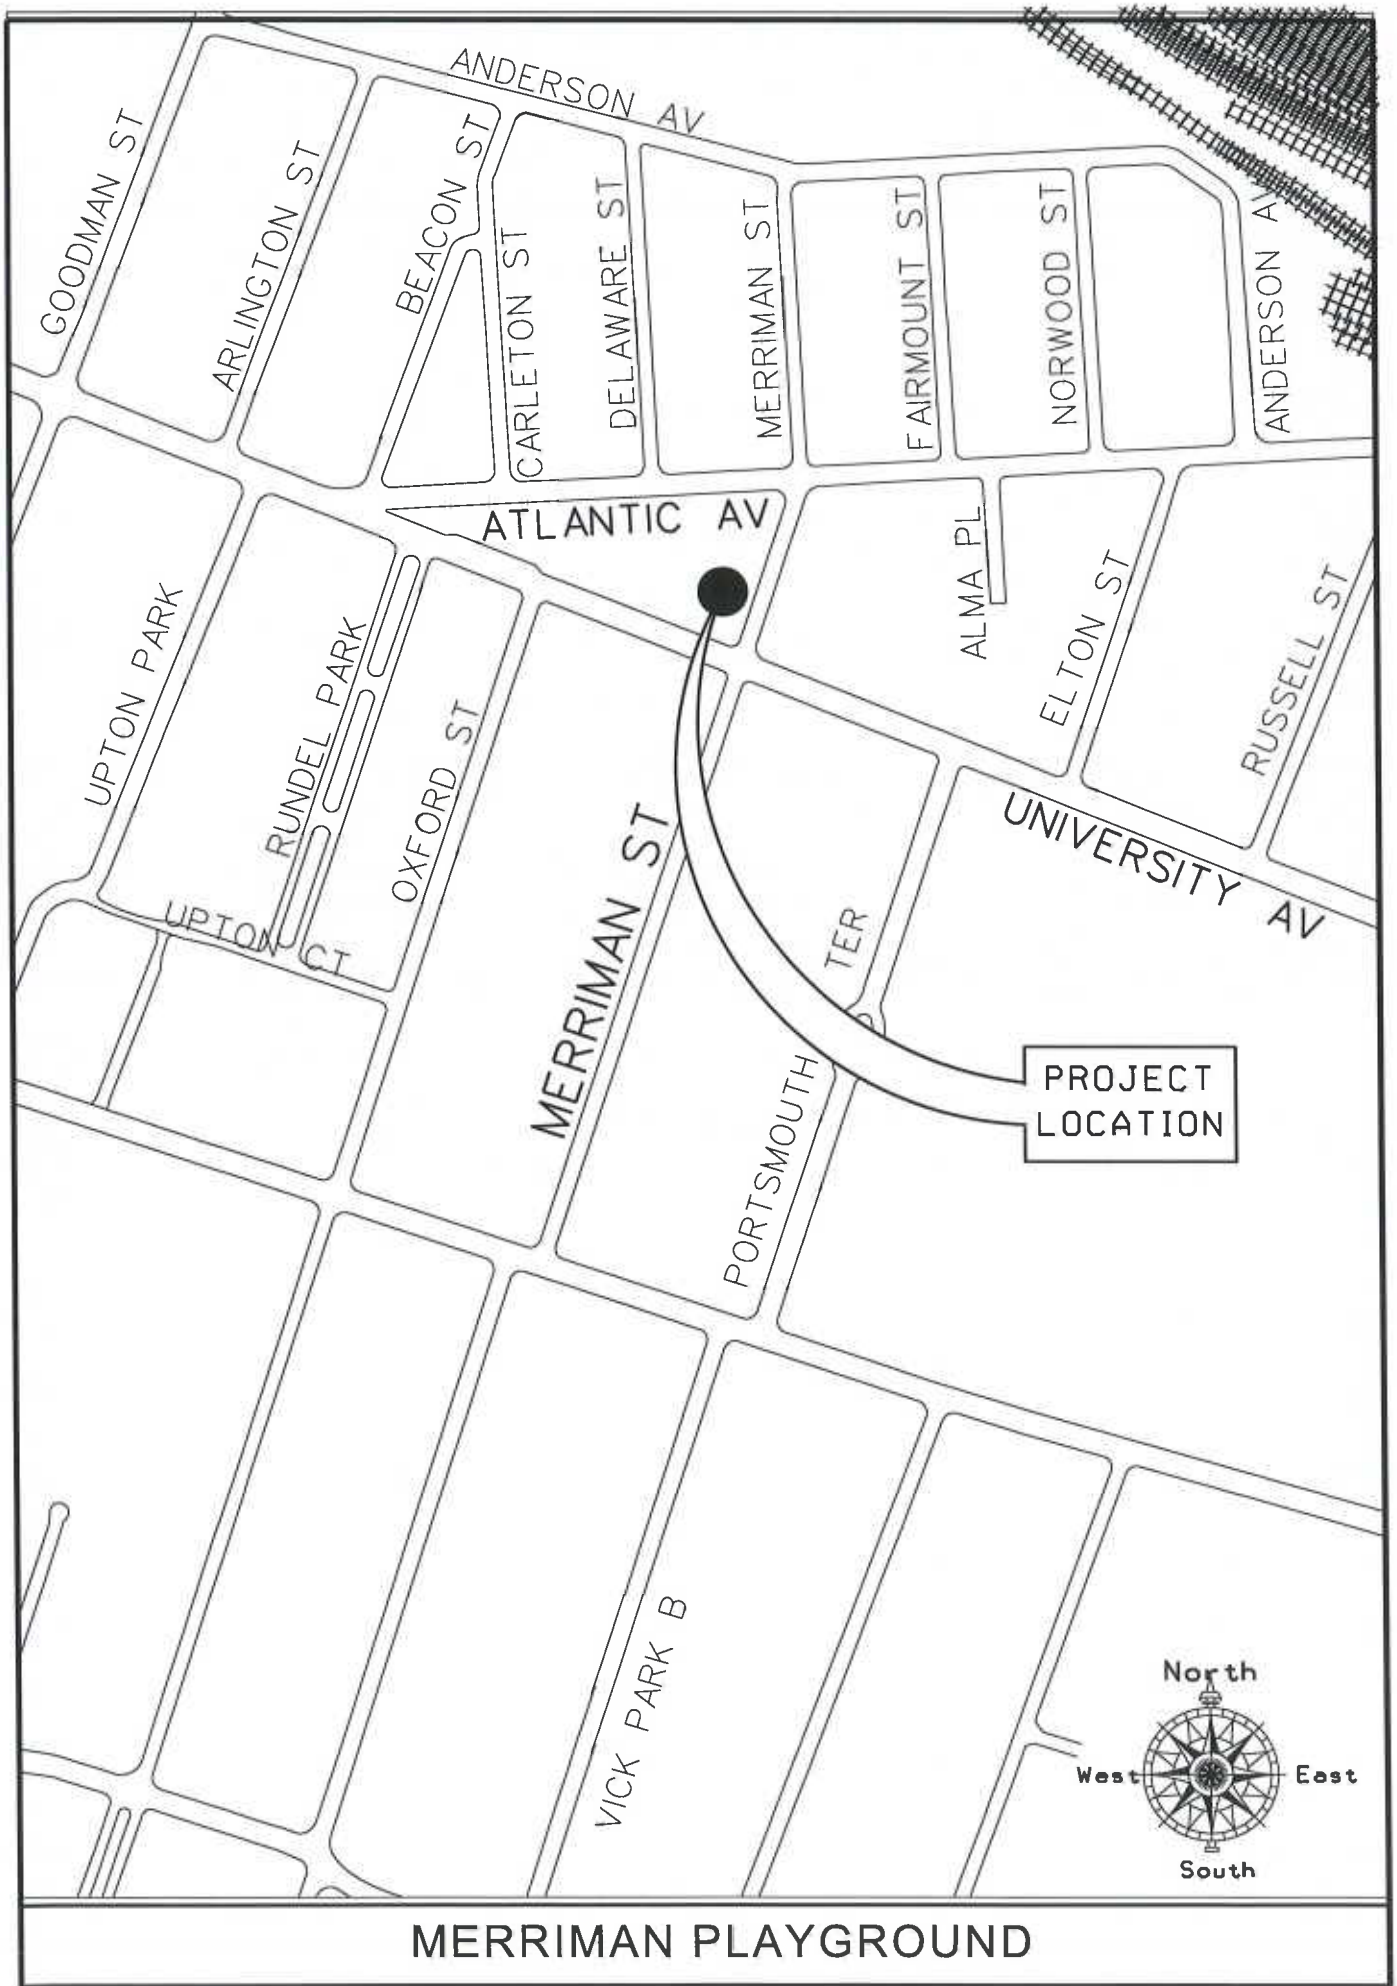 ANDERSON AV
GOODMAN ST
ARLINGTON ST
BEACON ST
CARLETON ST
DELAWARE ST
MERRIMAN ST
FAIRMOUNT ST
NORWOOD ST
ANDERSON AV
ATLANTIC AV
ALMA PL
ELTON ST
RUSSELL ST
UPTON PARK
RUNDEL PARK
OXFORD ST
UPTON CT
MERRIMAN ST
UNIVERSITY AV
PORTSMOUTH TER
PROJECT
LOCATION
VICK PARK B
North
West
East
South
MERRIMAN PLAYGROUND